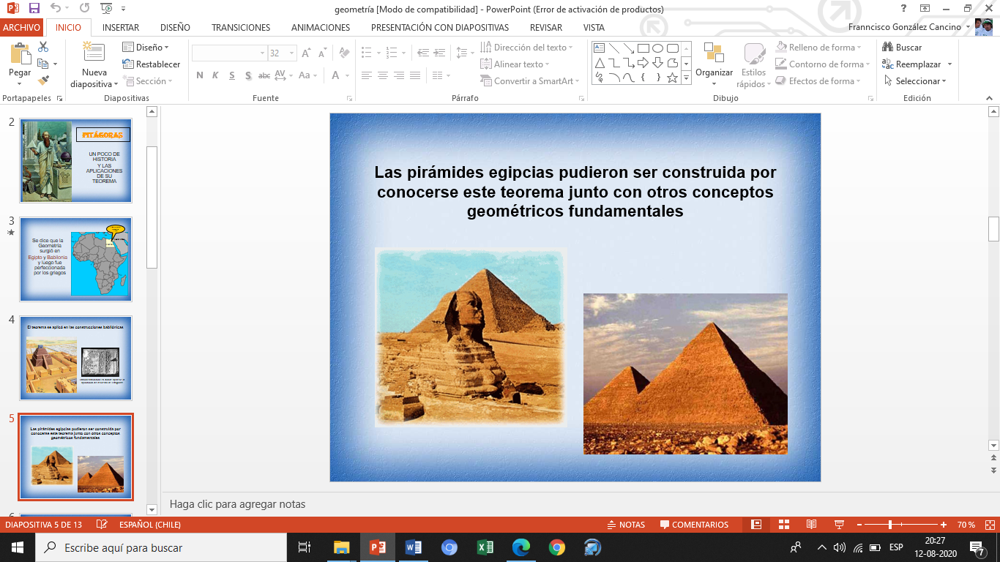 geometría [Modo de compatibilidad] - PowerPoint (Error de activación de productos)
ARCHIVO INICIO INSERTAR DISEÑO TRANSICIONES ANIMACIONES PRESENTACIÓN CON DIAPOSITIVAS REVISAR VISTA Franncisco González Cancino
Pegar
Portapapeles
Nueva diapositiva
Diseño
Restablecer
Sección
Diapositivas
32
N K S S abc AV Aa A
Fuente
Dirección del texto
Alinear texto
Convertir a SmartArt
Párrafo
Organizar
Estilos rápidos
Relleno de forma
Contorno de forma
Efectos de forma
Dibujo
Buscar
Reemplazar
Seleccionar
Edición
2
PITÁGORAS
UN POCO DE
HISTORIA
Y LAS
APLICACIONES
DE SU
TEOREMA
3
Se dice que la
Geometría
surgió en
Egipto y Babilonia
y luego fue
perfeccionada
por los griegos
4
El teorema se aplicó en las construcciones babilónicas
5
Las pirámides egipcias pudieron ser construida por
conocerse este teorema junto con otros conceptos
geométricos fundamentales
Las pirámides egipcias pudieron ser construida por
conocerse este teorema junto con otros conceptos
geométricos fundamentales
Haga clic para agregar notas
DIAPOSITIVA 5 DE 13 ESPAÑOL (CHILE) NOTAS COMENTARIOS 70 %
Escribe aquí para buscar
ESP
20:27
12-08-2020
7